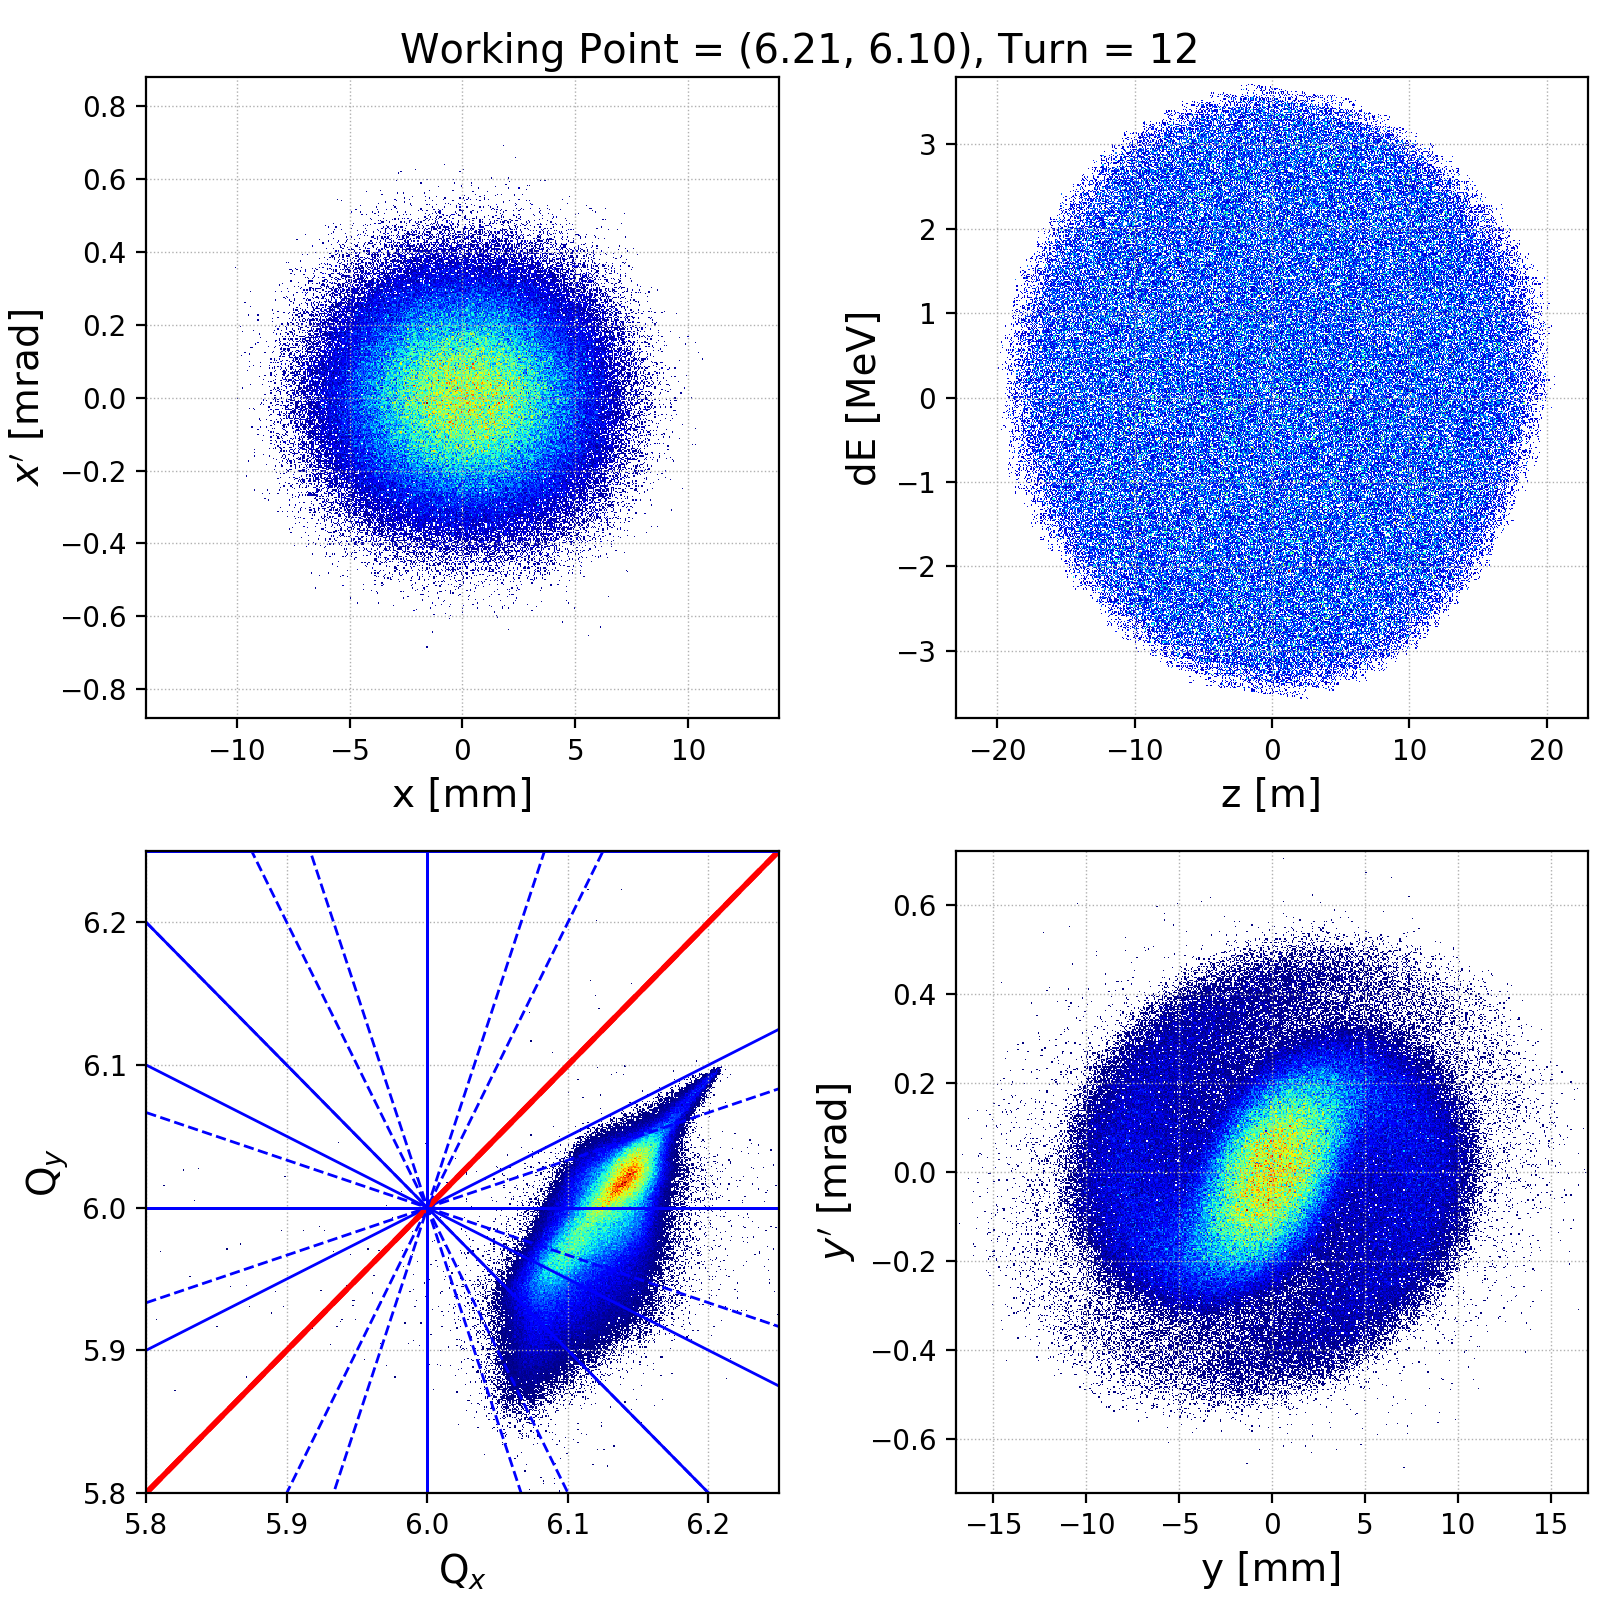 Working Point = (6.21, 6.10), Turn = 12
0.8
0.6
0.4
0.2
0.0
−0.2
−0.4
−0.6
−0.8
x′ [mrad]
−10 −5 0 5 10
x [mm]
3
2
1
0
−1
−2
−3
dE [MeV]
−20 −10 0 10 20
z [m]
6.2
6.1
6.0
5.9
5.8
Qy
5.8 5.9 6.0 6.1 6.2
Qx
0.6
0.4
0.2
0.0
−0.2
−0.4
−0.6
y′ [mrad]
−15 −10 −5 0 5 10 15
y [mm]